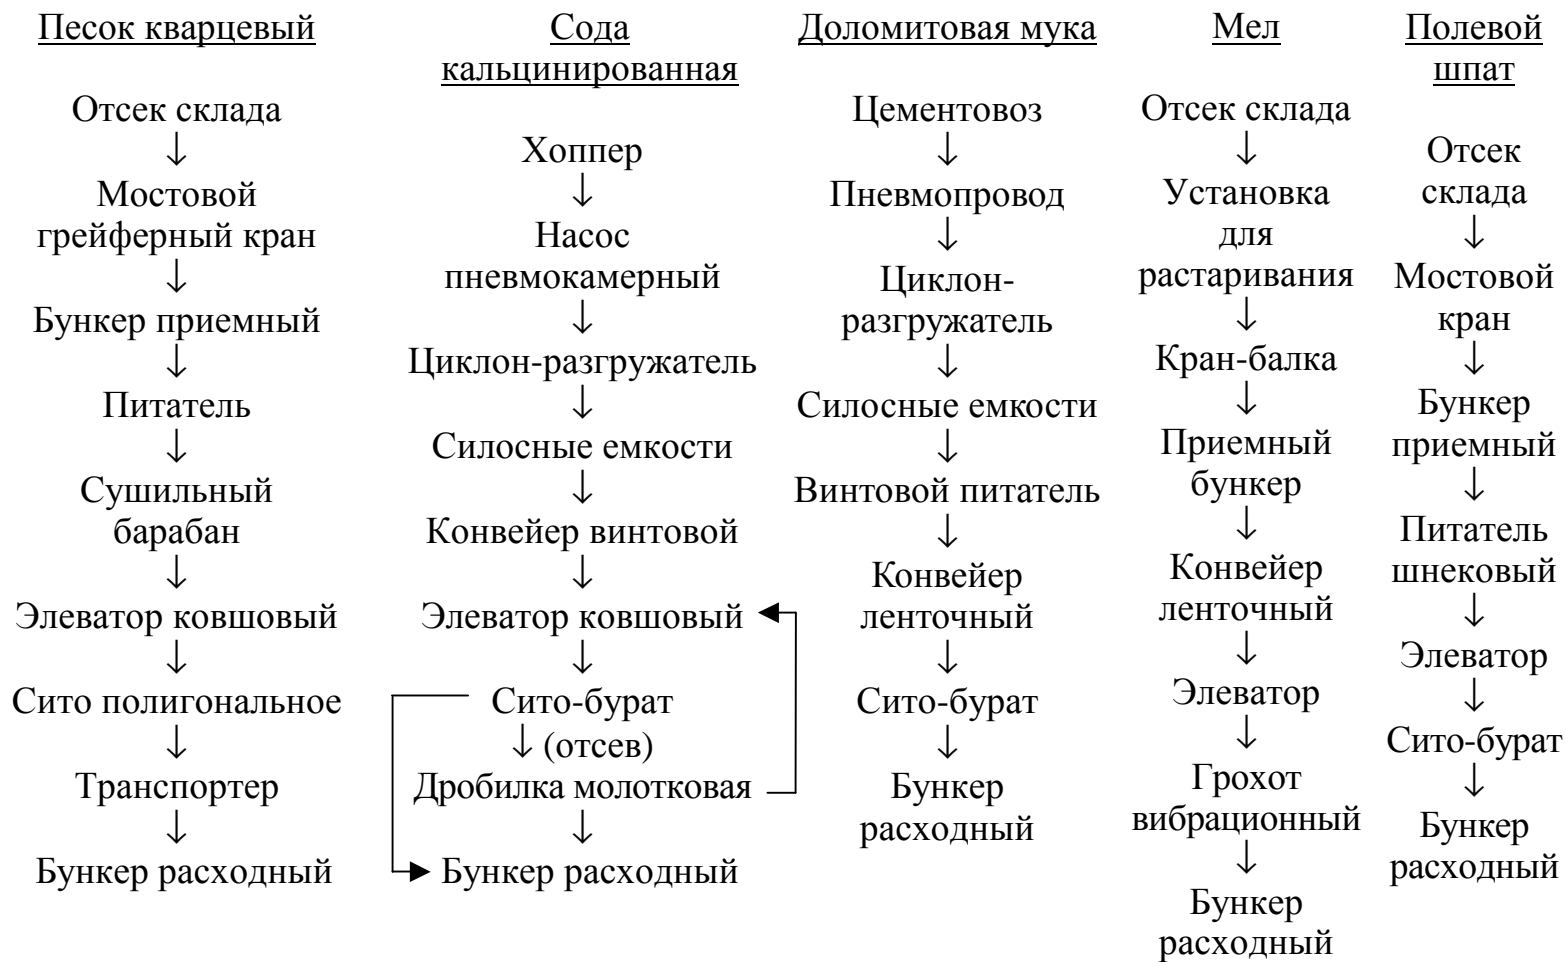 Песок кварцевый
Отсек склада
↓
Мостовой
грейферный кран
↓
Бункер приемный
↓
Питатель
↓
Сушильный
барабан
↓
Элеватор ковшовый
↓
Сито полигональное
↓
Транспортер
↓
Бункер расходный
Сода
кальцинированная
Хоппер
↓
Насос
пневмокамерный
↓
Циклон-разгружатель
↓
Силосные емкости
↓
Конвейер винтовой
↓
Элеватор ковшовый
↓
Сито-бурат
↓ (отсев)
Дробилка молотковая
↓
Бункер расходный
Доломитовая мука
Цементовоз
↓
Пневмопровод
↓
Циклон-
разгружатель
↓
Силосные емкости
↓
Винтовой питатель
↓
Конвейер
ленточный
↓
Сито-бурат
↓
Бункер
расходный
Мел
Отсек склада
↓
Установка
для
растаривания
↓
Кран-балка
↓
Приемный
бункер
↓
Конвейер
ленточный
↓
Элеватор
↓
Грохот
вибрационный
↓
Бункер
расходный
Полевой
шпат
Отсек
склада
↓
Мостовой
кран
↓
Бункер
приемный
↓
Питатель
шнековый
↓
Элеватор
↓
Сито-бурат
↓
Бункер
расходный